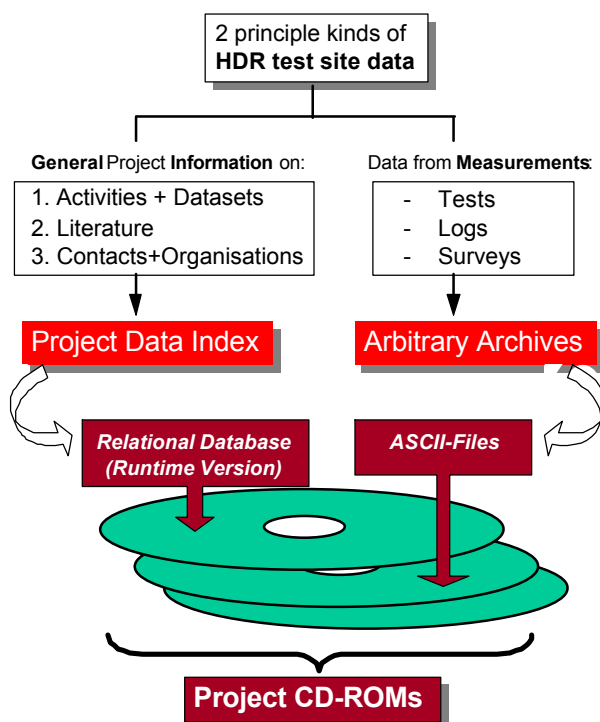 2 principle kinds of
HDR test site data
General Project Information on:
1. Activities + Datasets
2. Literature
3. Contacts+Organisations
Data from Measurements:
- Tests
- Logs
- Surveys
Project Data Index
Arbitrary Archives
Relational Database
(Runtime Version)
ASCII-Files
Project CD-ROMs